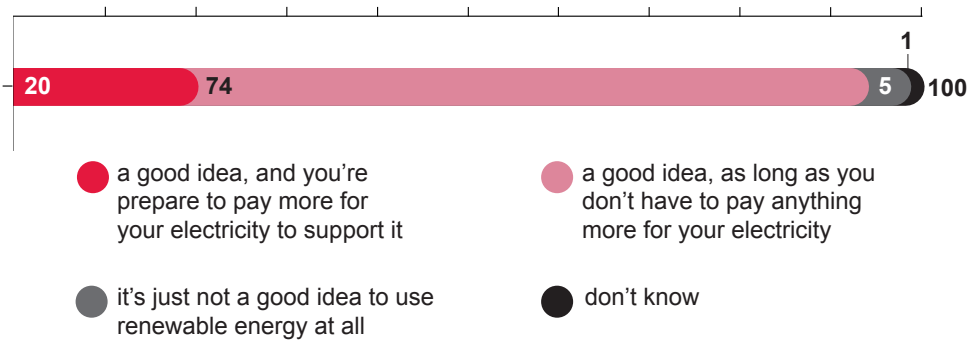 1
20 74 5 100
a good idea, and you're
prepare to pay more for
your electricity to support it
a good idea, as long as you
don't have to pay anything
more for your electricity
it's just not a good idea to use
renewable energy at all
don't know